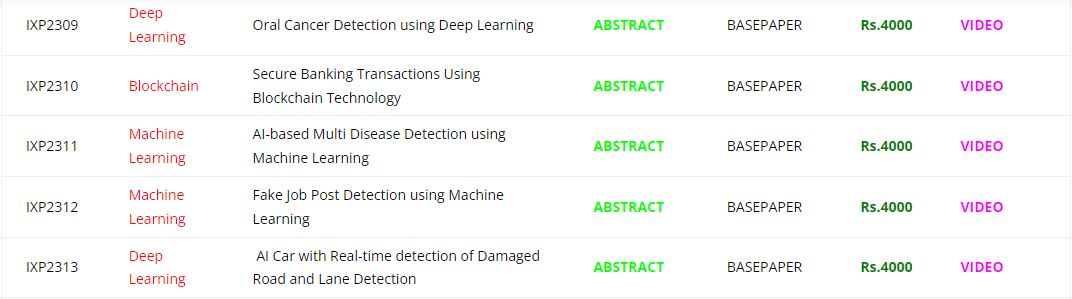 IXP2309 Deep Learning Oral Cancer Detection using Deep Learning ABSTRACT BASEPAPER Rs.4000 VIDEO
IXP2310 Blockchain Secure Banking Transactions Using Blockchain Technology ABSTRACT BASEPAPER Rs.4000 VIDEO
IXP2311 Machine Learning AI-based Multi Disease Detection using Machine Learning ABSTRACT BASEPAPER Rs.4000 VIDEO
IXP2312 Machine Learning Fake Job Post Detection using Machine Learning ABSTRACT BASEPAPER Rs.4000 VIDEO
IXP2313 Deep Learning AI Car with Real-time detection of Damaged Road and Lane Detection ABSTRACT BASEPAPER Rs.4000 VIDEO